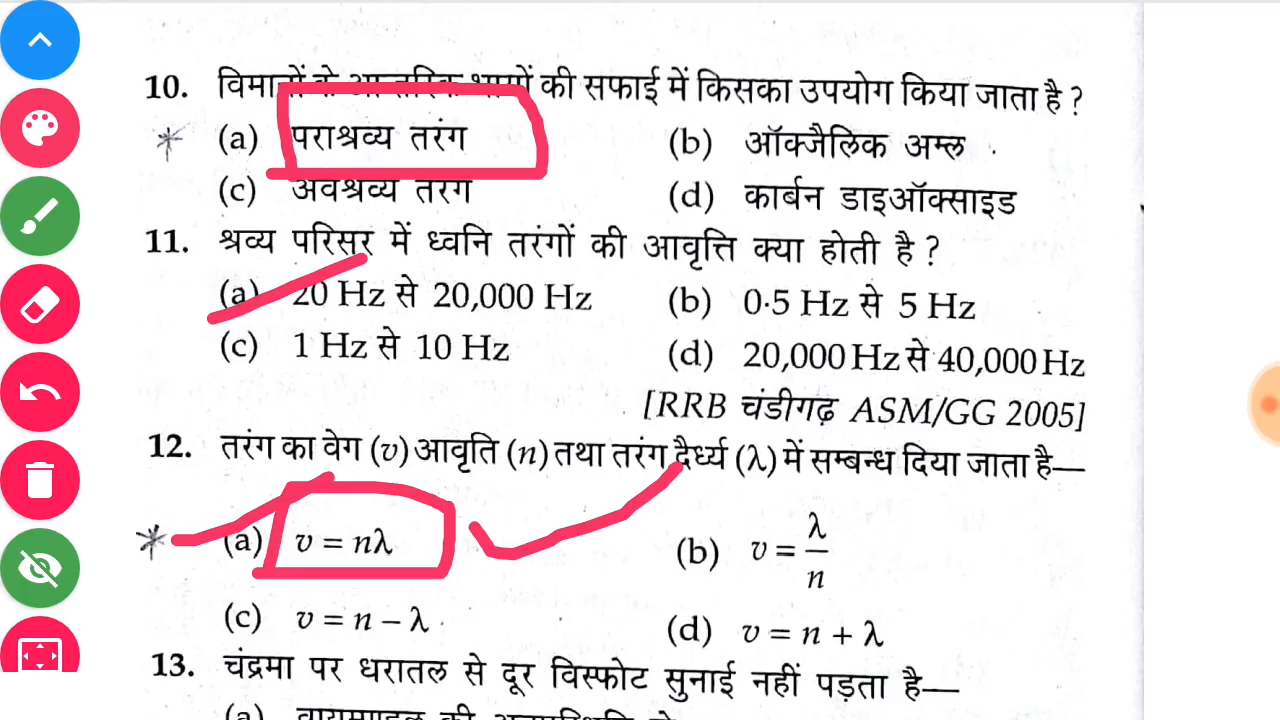 10. विमानों के आन्तरिक भागों की सफाई में किसका उपयोग किया जाता है ?
(a) पराश्रव्य तरंग (b) ऑक्जैलिक अम्ल
(c) अवश्रव्य तरंग (d) कार्बन डाइऑक्साइड
11. श्रव्य परिसर में ध्वनि तरंगों की आवृत्ति क्या होती है ?
(a) 20 Hz से 20,000 Hz (b) 0·5 Hz से 5 Hz
(c) 1 Hz से 10 Hz (d) 20,000 Hz से 40,000 Hz
[RRB चंडीगढ़ ASM/GG 2005]
12. तरंग का वेग (v) आवृति (n) तथा तरंग दैर्ध्य (λ) में सम्बन्ध दिया जाता है—
(a) v = nλ (b) v = λ/n
(c) v = n − λ (d) v = n + λ
13. चंद्रमा पर धरातल से दूर विस्फोट सुनाई नहीं पड़ता है—
(a) वायुमण्डल की